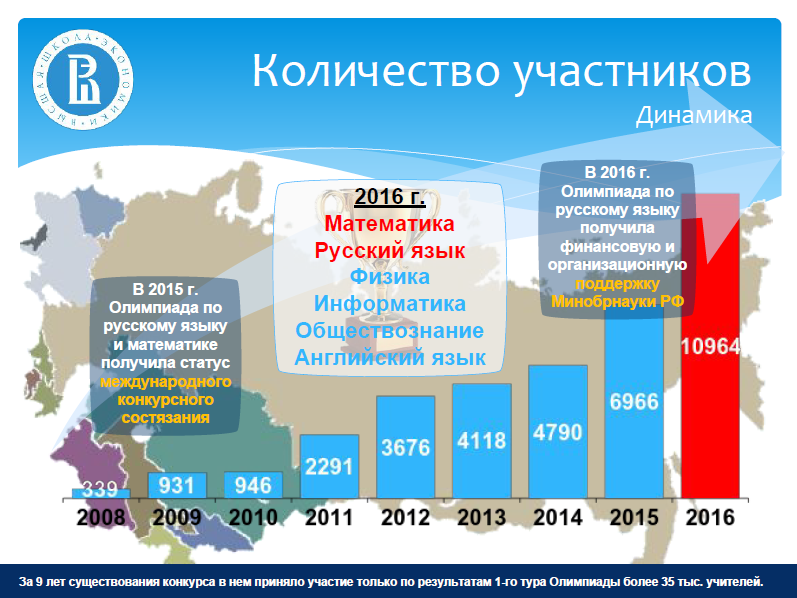 ВЫСШАЯ ШКОЛА ЭКОНОМИКИ
Количество участников
Динамика
В 2015 г.
Олимпиада по
русскому языку
и математике
получила статус
международного
конкурсного
состязания
2016 г.
Математика
Русский язык
Физика
Информатика
Обществознание
Английский язык
В 2016 г.
Олимпиада по
русскому языку
получила
финансовую и
организационную
поддержку
Минобрнауки РФ
339
931
946
2291
3676
4118
4790
6966
10964
2008 2009 2010 2011 2012 2013 2014 2015 2016
За 9 лет существования конкурса в нем приняло участие только по результатам 1-го тура Олимпиады более 35 тыс. учителей.